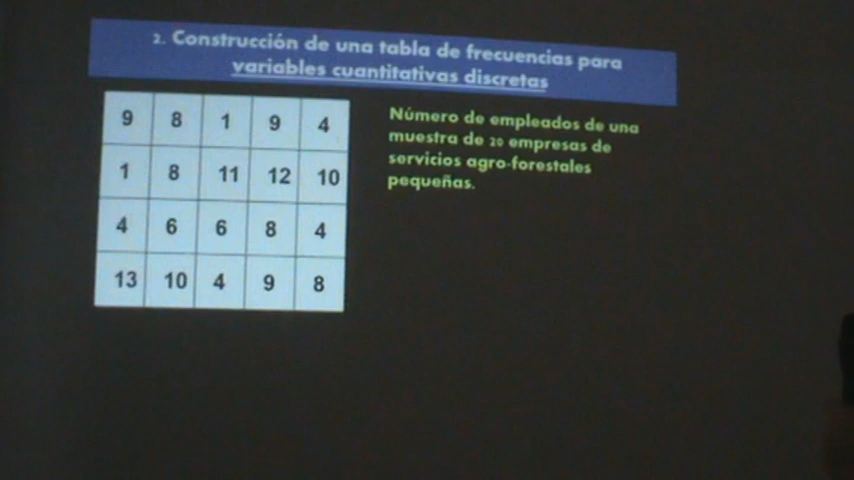 2. Construcción de una tabla de frecuencias para
variables cuantitativas discretas
9 8 1 9 4
1 8 11 12 10
4 6 6 8 4
13 10 4 9 8
Número de empleados de una
muestra de 20 empresas de
servicios agro-forestales
pequeñas.